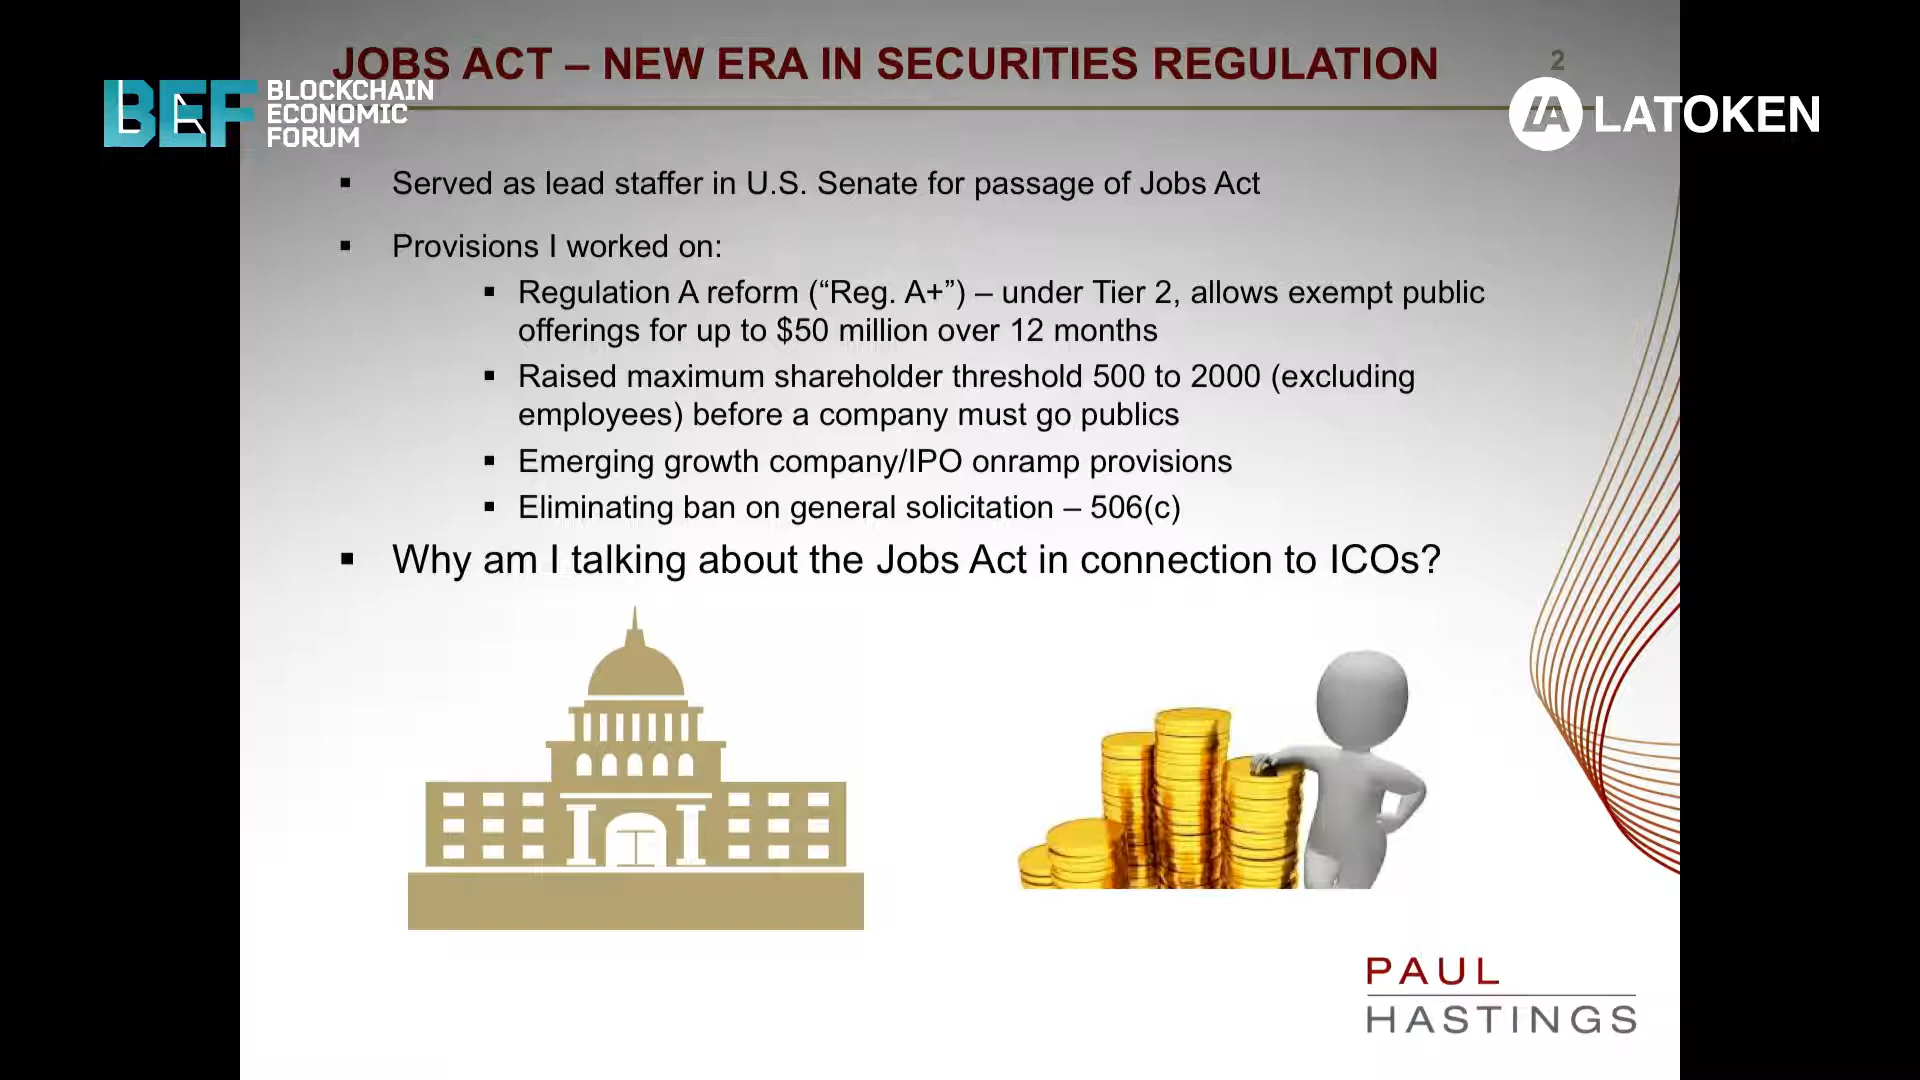 JOBS ACT – NEW ERA IN SECURITIES REGULATION
2
BEF
BLOCKCHAIN
ECONOMIC
FORUM
LATOKEN
▪ Served as lead staffer in U.S. Senate for passage of Jobs Act
▪ Provisions I worked on:
▪ Regulation A reform (“Reg. A+”) – under Tier 2, allows exempt public
offerings for up to $50 million over 12 months
▪ Raised maximum shareholder threshold 500 to 2000 (excluding
employees) before a company must go publics
▪ Emerging growth company/IPO onramp provisions
▪ Eliminating ban on general solicitation – 506(c)
▪ Why am I talking about the Jobs Act in connection to ICOs?
PAUL
HASTINGS